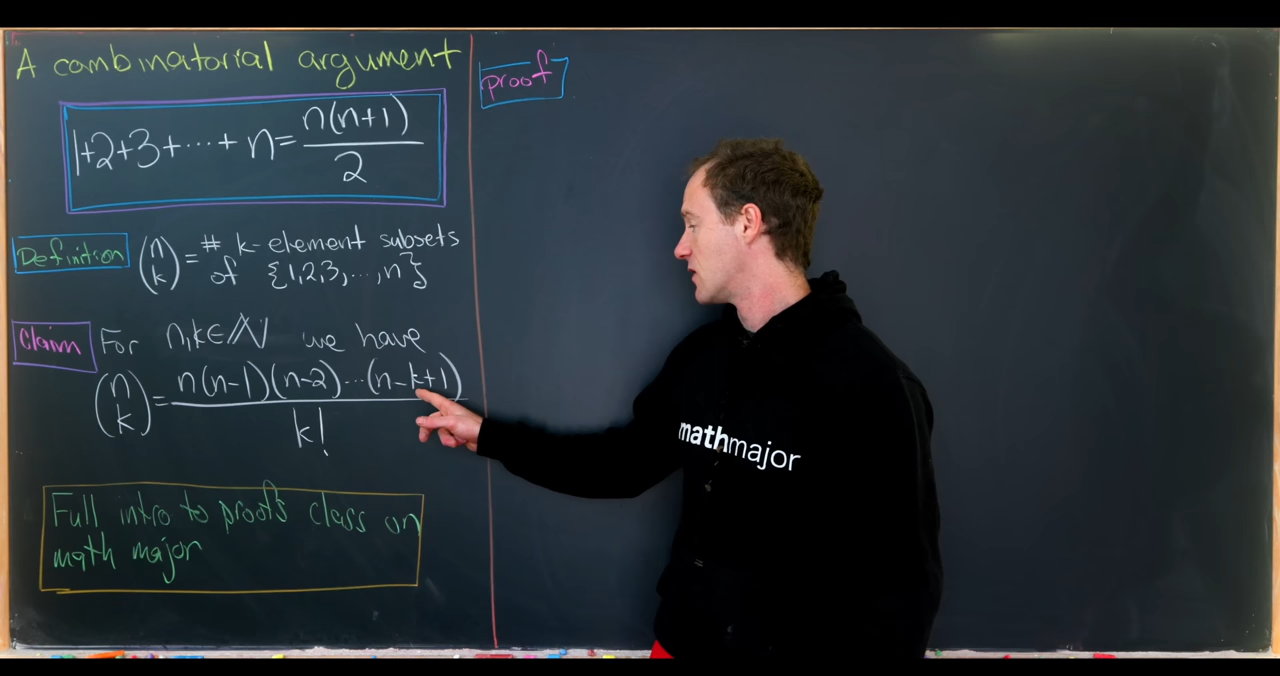 A combinatorial argument
1+2+3+⋯+ n = n(n+1)/2
Definition (n k) = # k-element subsets
of {1,2,3,…,n}
Claim For n,k∈ℕ we have
(n k) = n(n-1)(n-2)⋯(n-k+1)/k!
Full intro to proofs class on
math major
proof
mathmajor